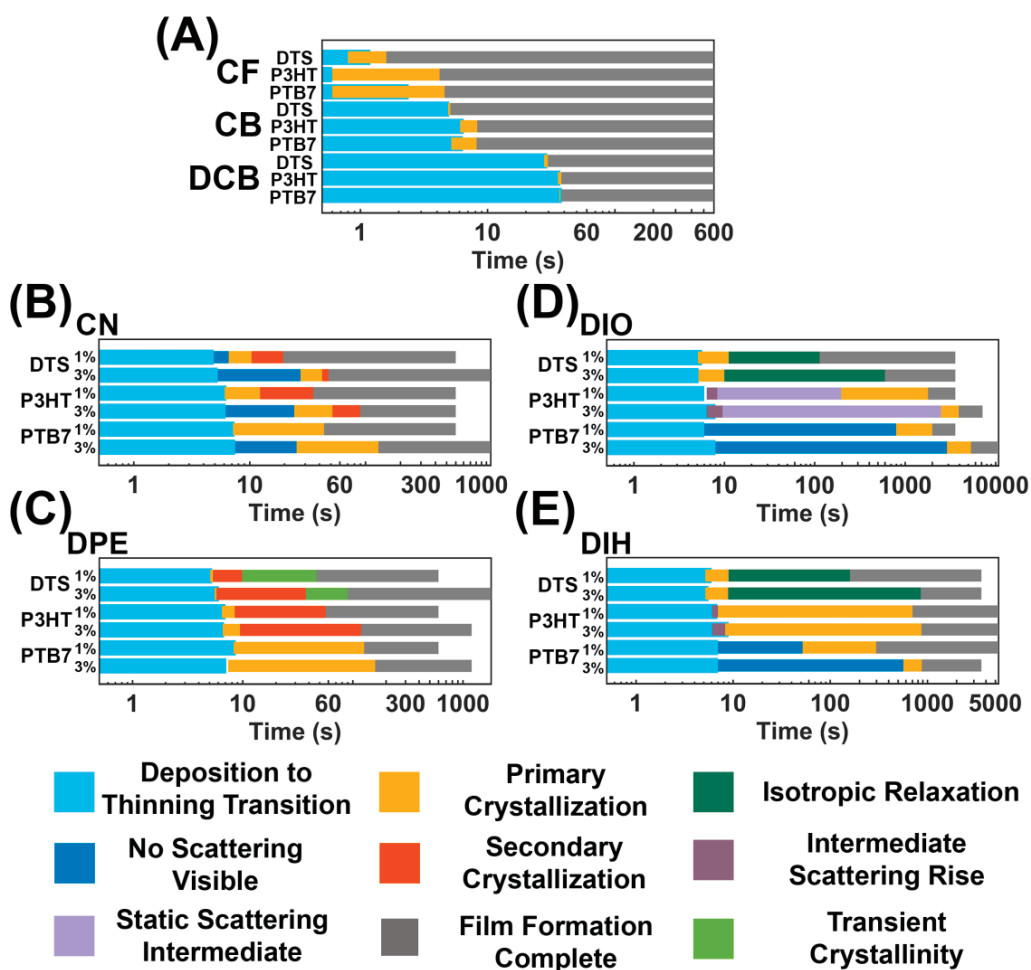 (A)
CF
DTS
P3HT
PTB7
CB
DTS
P3HT
PTB7
DCB
DTS
P3HT
PTB7
1 10 60 200 600
Time (s)
(B) CN
DTS 1%
3%
P3HT 1%
3%
PTB7 1%
3%
1 10 60 300 1000
Time (s)
(D) DIO
DTS 1%
3%
P3HT 1%
3%
PTB7 1%
3%
1 10 100 1000 10000
Time (s)
(C) DPE
DTS 1%
3%
P3HT 1%
3%
PTB7 1%
3%
1 10 60 300 1000
Time (s)
(E) DIH
DTS 1%
3%
P3HT 1%
3%
PTB7 1%
3%
1 10 100 1000 5000
Time (s)
Deposition to
Thinning Transition
Primary
Crystallization
Isotropic Relaxation
No Scattering
Visible
Secondary
Crystallization
Intermediate
Scattering Rise
Static Scattering
Intermediate
Film Formation
Complete
Transient
Crystallinity